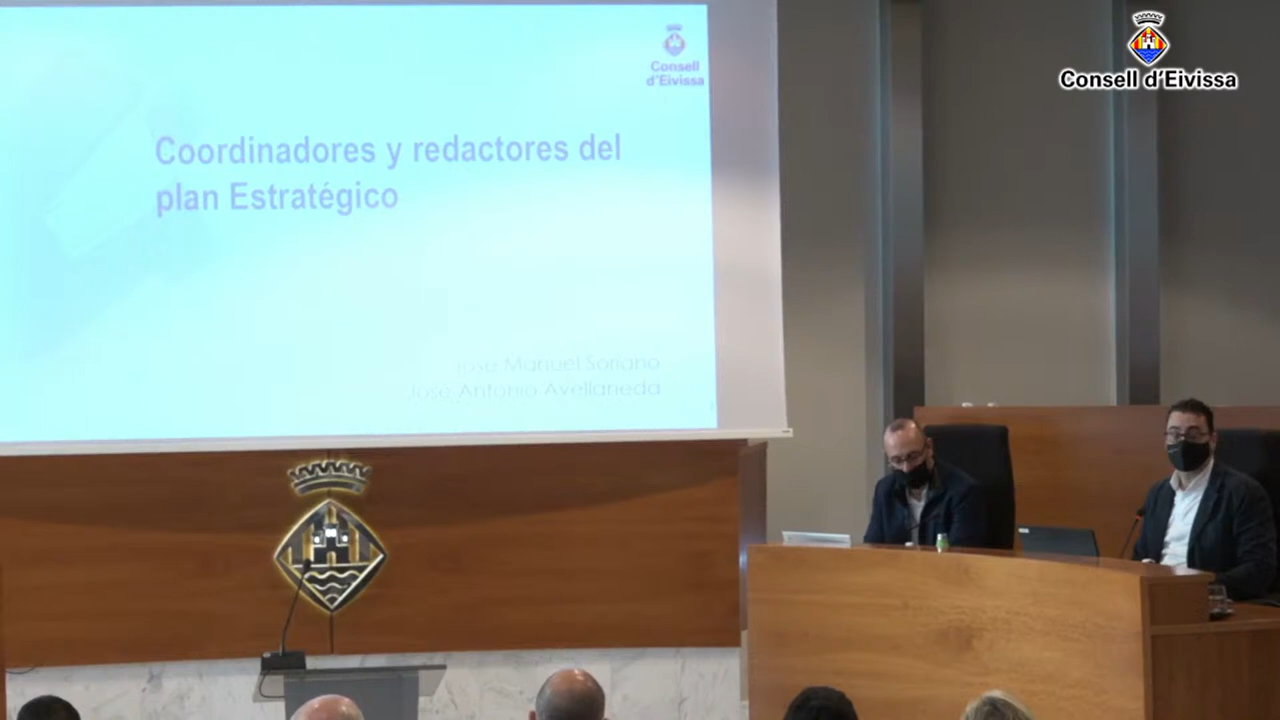 Consell
d'Eivissa
Coordinadores y redactores del
plan Estratégico
Jose Manuel Soriano
Jose Antonio Avellaneda
Consell d'Eivissa